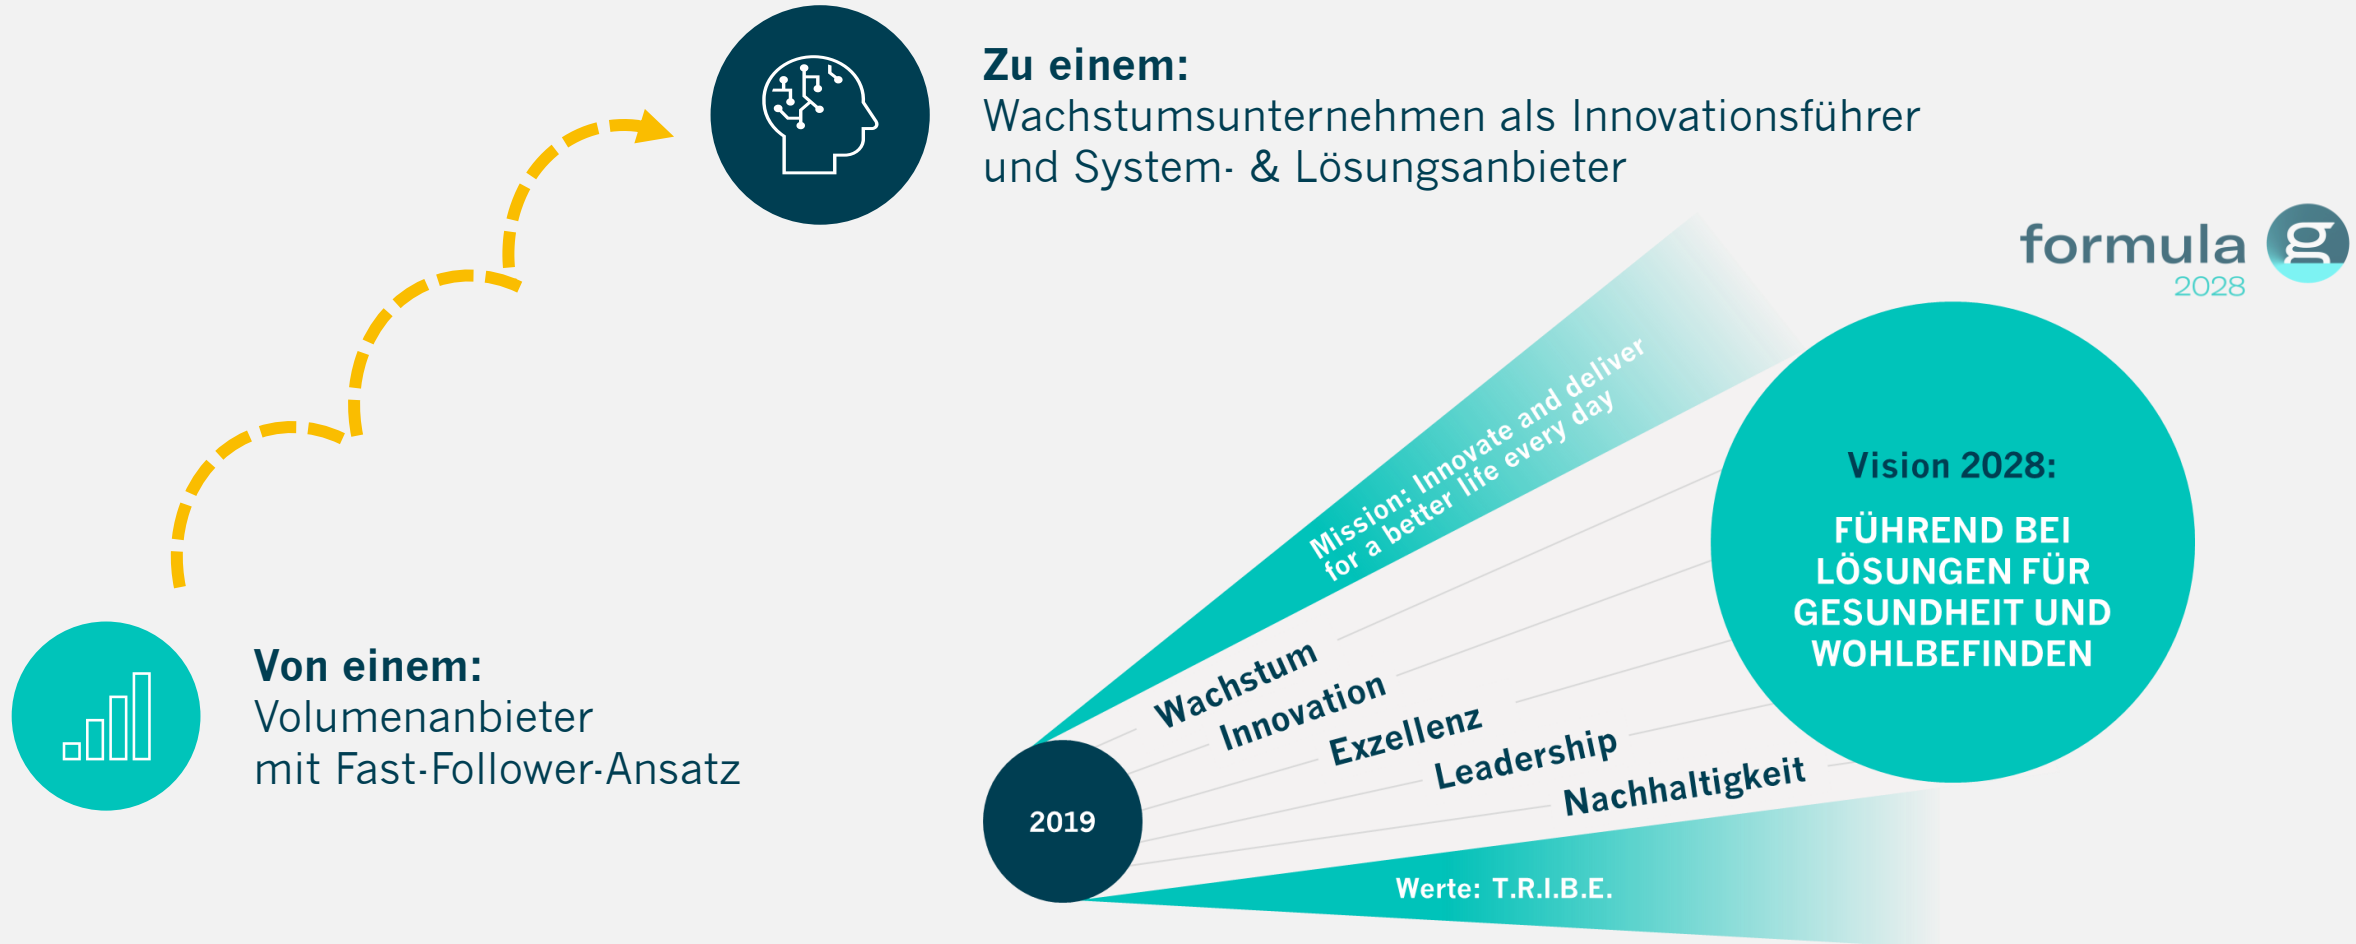 Zu einem:
Wachstumsunternehmen als Innovationsführer
und System- & Lösungsanbieter
Von einem:
Volumenanbieter
mit Fast-Follower-Ansatz
formula g
2028
Mission: Innovate and deliver
for a better life every day
Wachstum
Innovation
Exzellenz
Leadership
Nachhaltigkeit
2019
Werte: T.R.I.B.E.
Vision 2028:
FÜHREND BEI
LÖSUNGEN FÜR
GESUNDHEIT UND
WOHLBEFINDEN